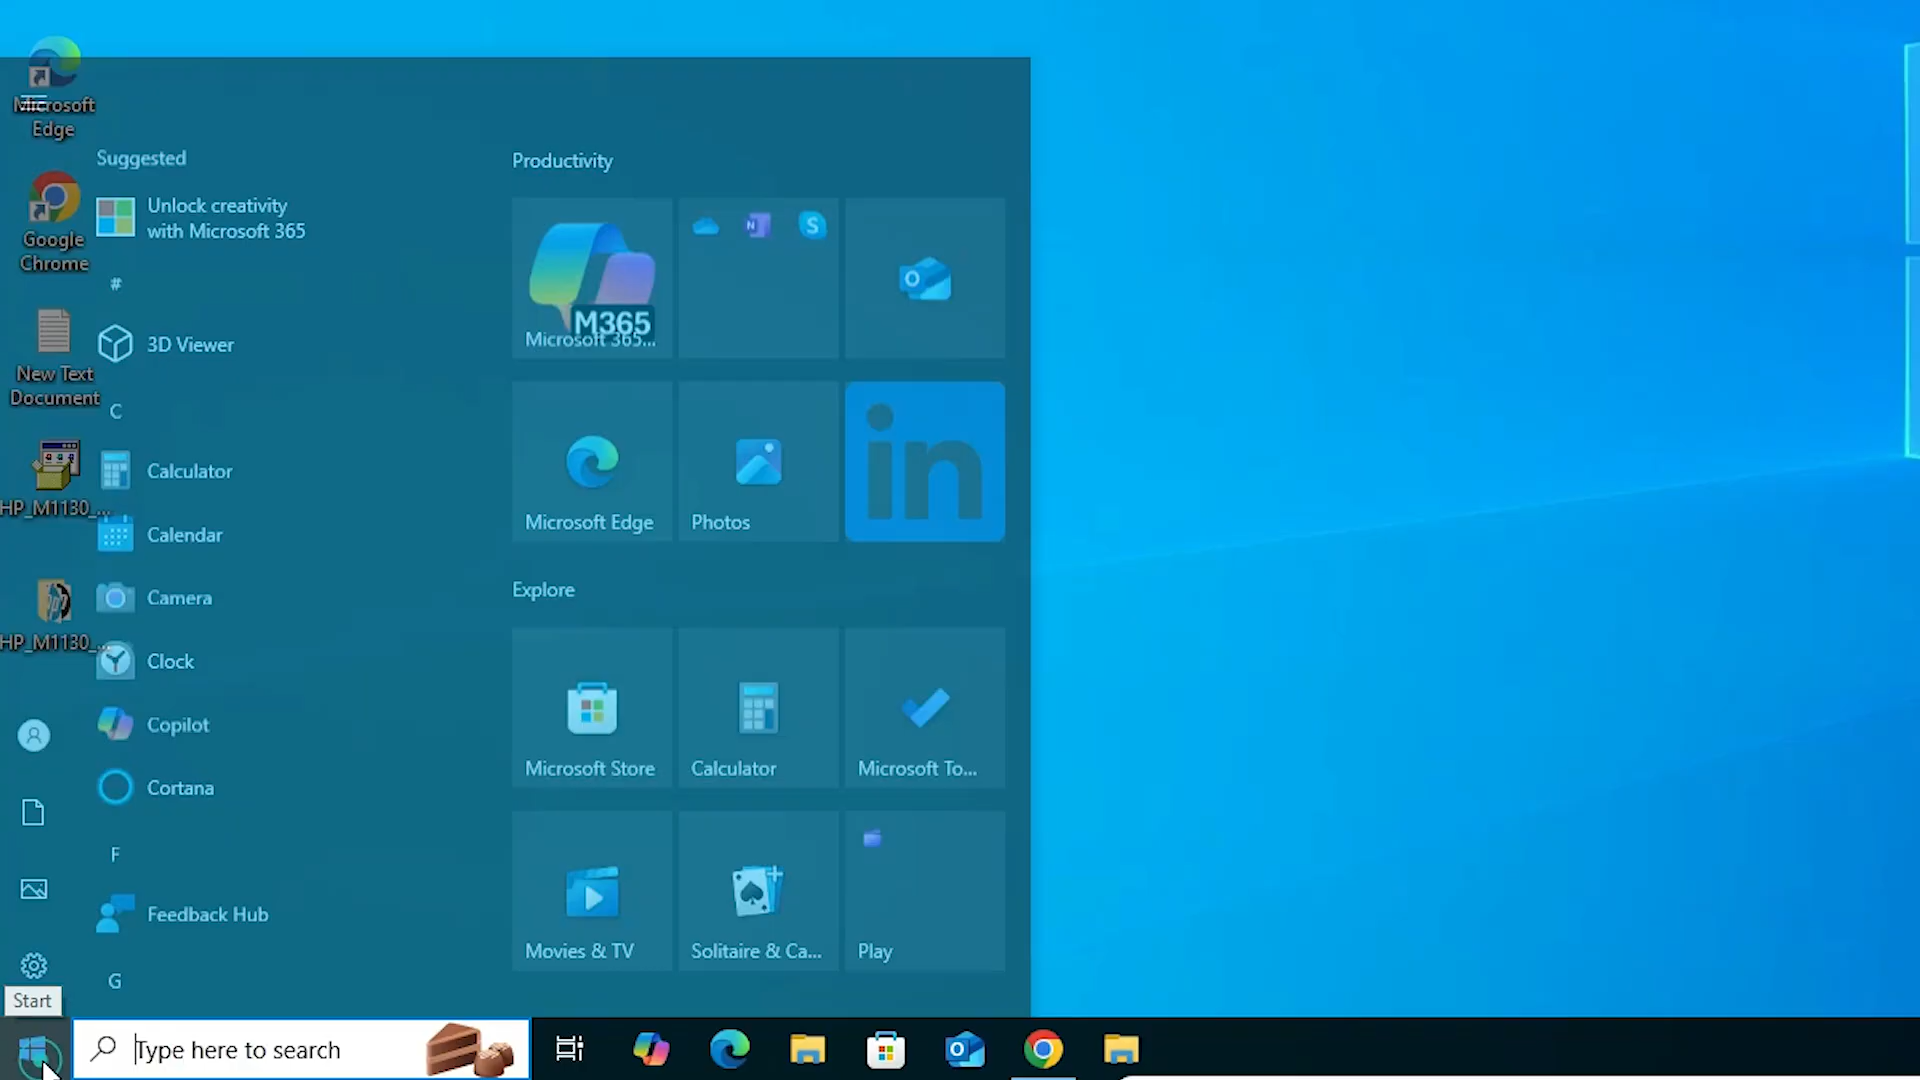 Microsoft
Edge
Google
Chrome
New Text
Document
HP_M1130_...
HP_M1130_...
Suggested
Unlock creativity
with Microsoft 365
#
3D Viewer
C
Calculator
Calendar
Camera
Clock
Copilot
Cortana
F
Feedback Hub
G
Productivity
M365
Microsoft 365...
N
S
O
Microsoft Edge
Photos
in
Explore
Microsoft Store
Calculator
Microsoft To...
Movies & TV
Solitaire & Ca...
Play
Start
Type here to search
O